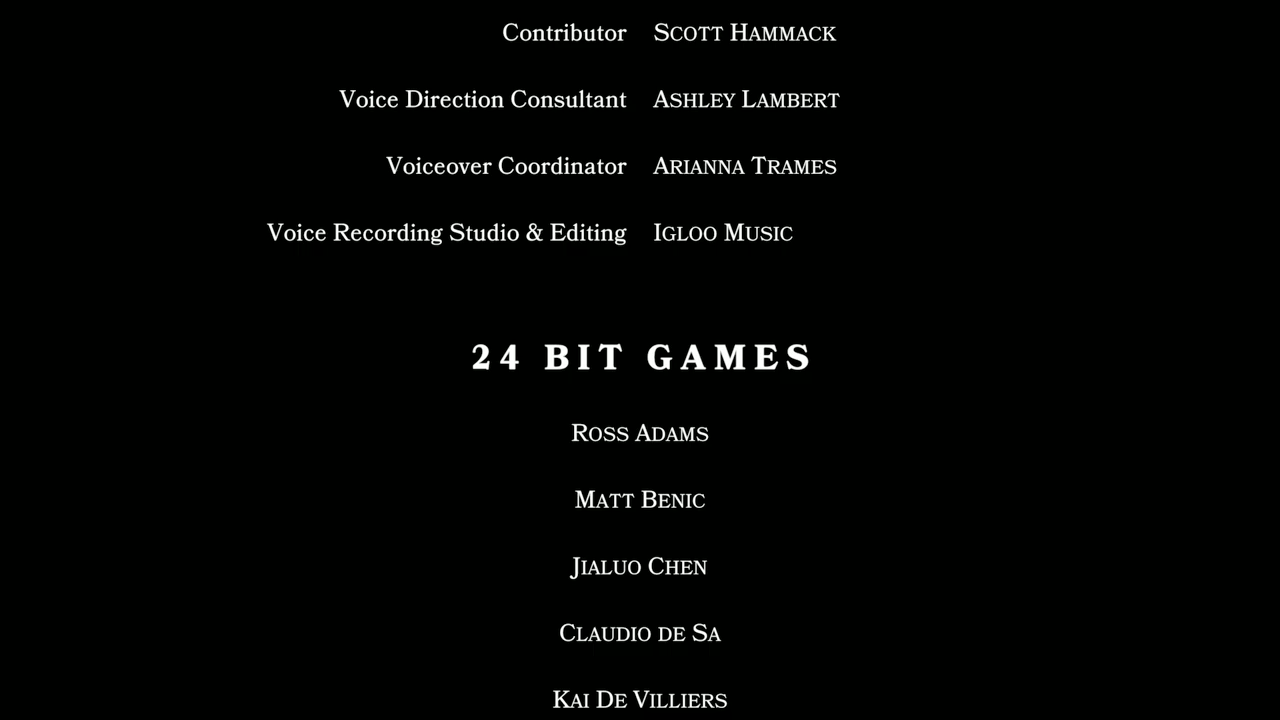 Contributor Scott Hammack
Voice Direction Consultant Ashley Lambert
Voiceover Coordinator Arianna Trames
Voice Recording Studio & Editing Igloo Music
24 BIT GAMES
Ross Adams
Matt Benic
Jialuo Chen
Claudio de Sa
Kai De Villiers